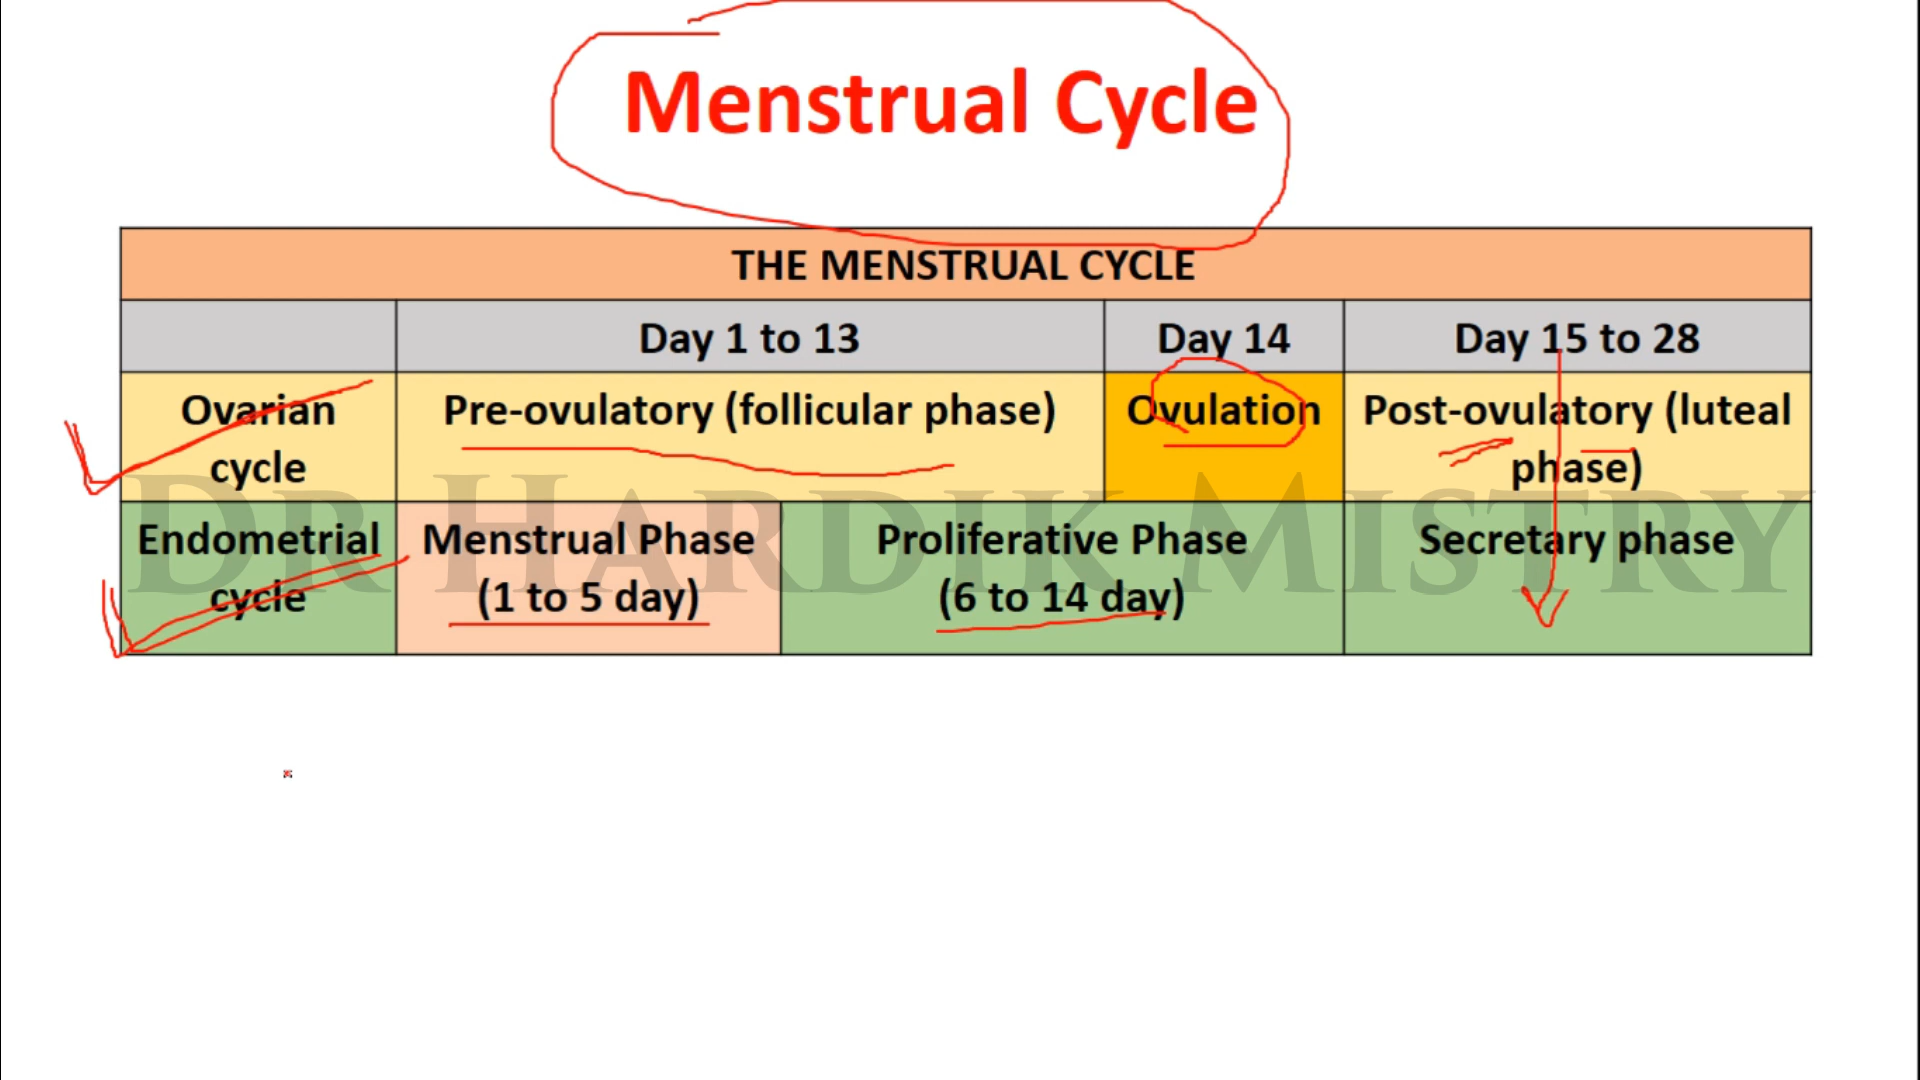 Menstrual Cycle
THE MENSTRUAL CYCLE
Day 1 to 13 Day 14 Day 15 to 28
Ovarian cycle Pre-ovulatory (follicular phase) Ovulation Post-ovulatory (luteal phase)
Endometrial cycle Menstrual Phase (1 to 5 day) Proliferative Phase (6 to 14 day) Secretary phase
DR HARDIK MISTRY